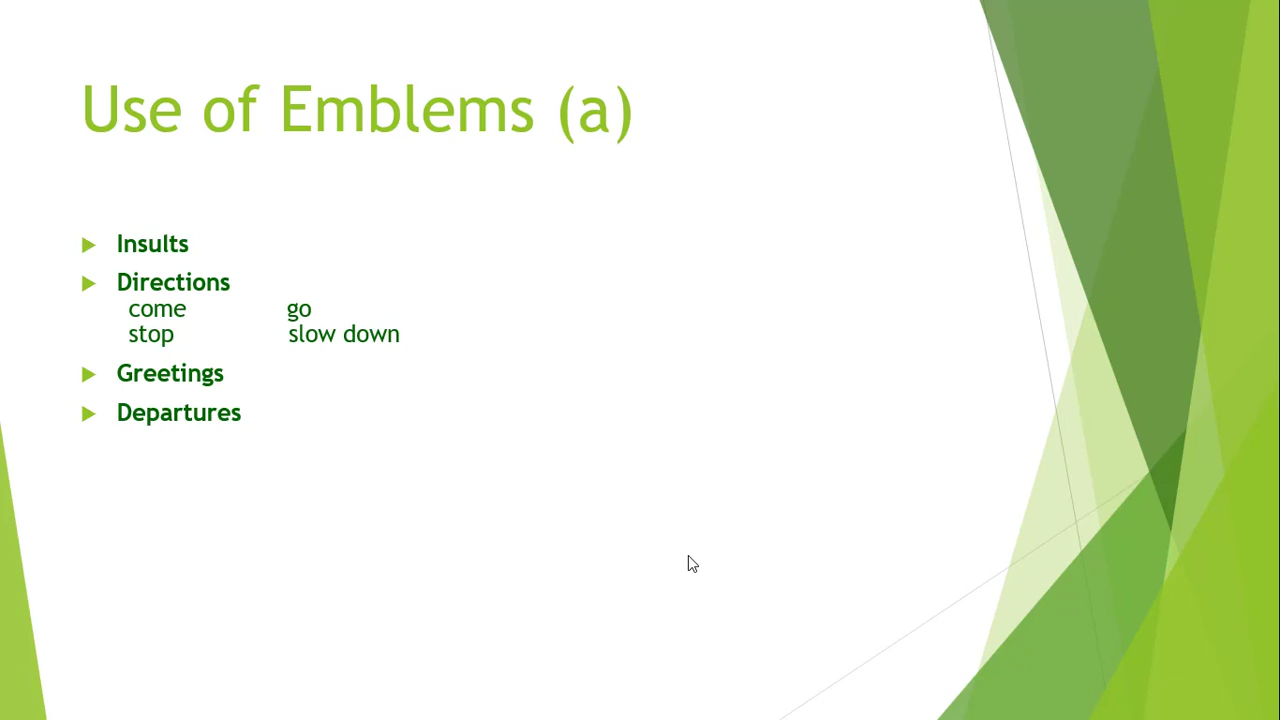 Use of Emblems (a)
Insults
Directions
come go
stop slow down
Greetings
Departures